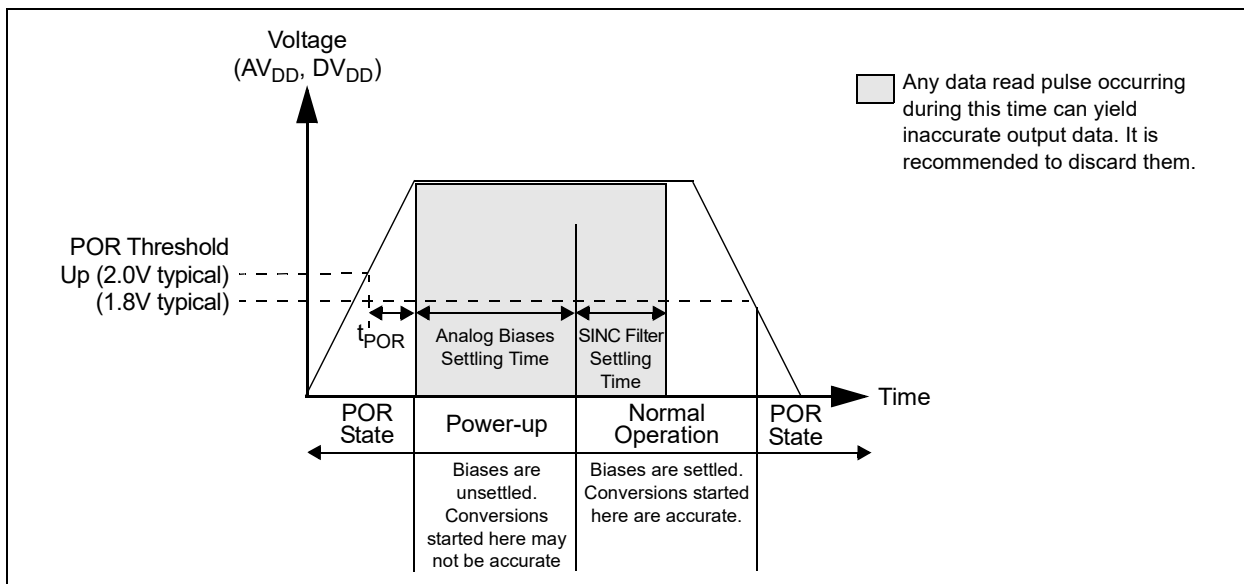 Voltage
(AVDD, DVDD)
Any data read pulse occurring
during this time can yield
inaccurate output data. It is
recommended to discard them.
POR Threshold
Up (2.0V typical)
(1.8V typical)
tPOR
Analog Biases
Settling Time
SINC Filter
Settling
Time
Time
POR
State
Power-up
Normal
Operation
POR
State
Biases are
unsettled.
Conversions
started here may
not be accurate
Biases are settled.
Conversions started
here are accurate.